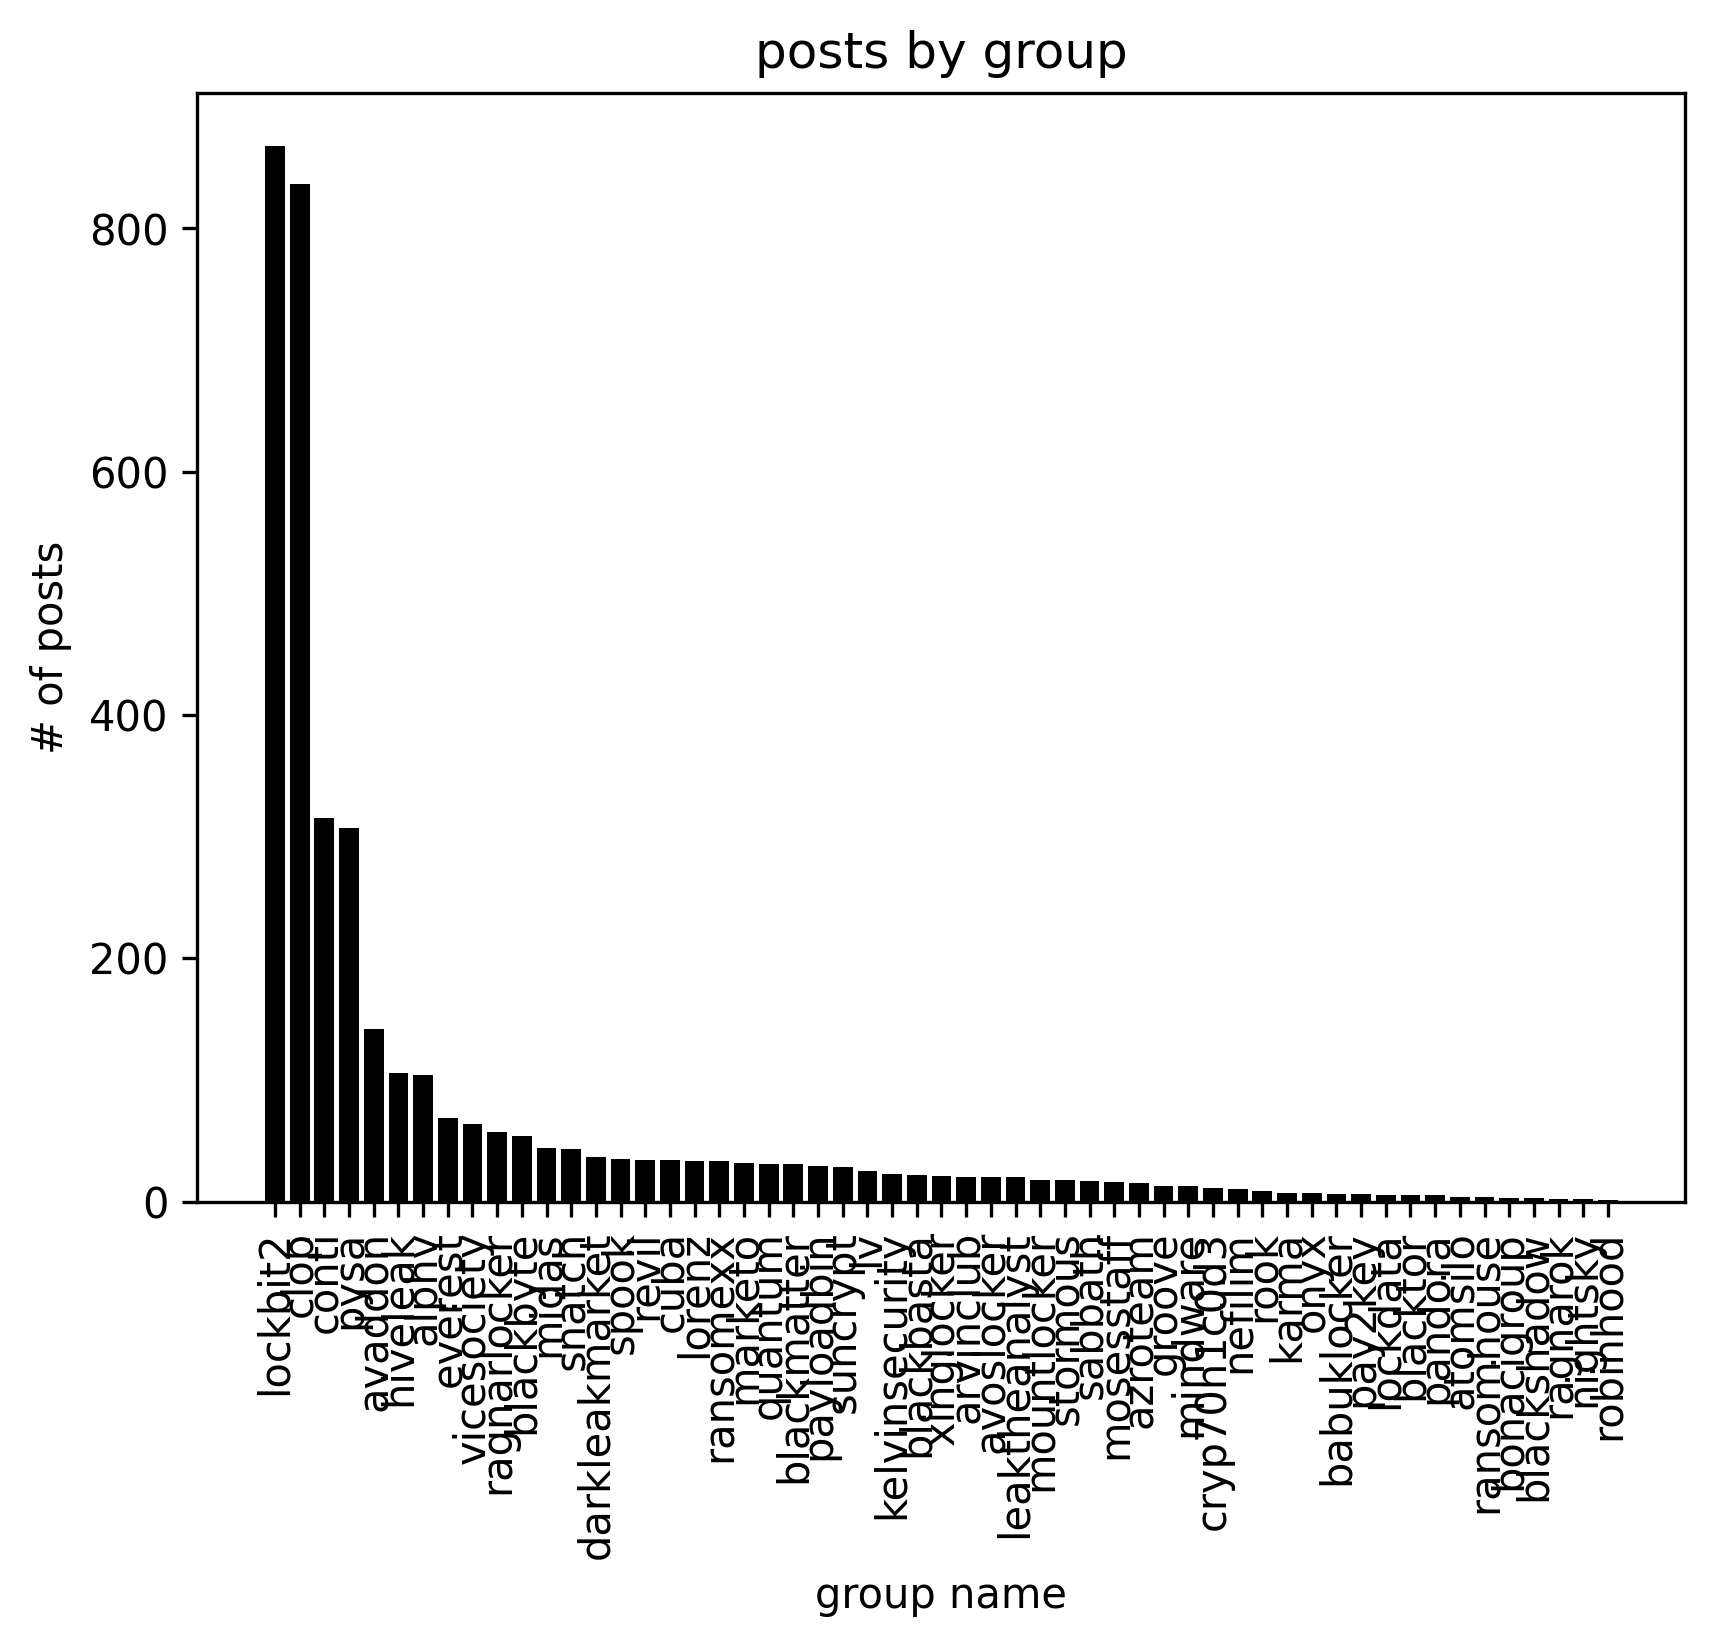 posts by group
# of posts
800
600
400
200
0
lockbit2
clop
conti
pysa
avaddon
hiveleak
alphv
everest
vicesociety
ragnarlocker
blackbyte
midas
snatch
darkleakmarket
spook
revil
cuba
lorenz
ransomexx
marketo
quantum
blackmatter
payloadbin
suncrypt
lv
kelvinsecurity
blackbasta
xinglocker
arvinclub
avoslocker
leaktheanalyst
mountlocker
stormous
sabbath
mosesstaff
azroteam
groove
mindware
cryp70n1c0d3
nefilim
rook
karma
onyx
babuklocker
pay2key
lockdata
blacktor
pandora
atomsilo
ransomhouse
bonacigroup
blackshadow
ragnarok
nightsky
robinhood
group name